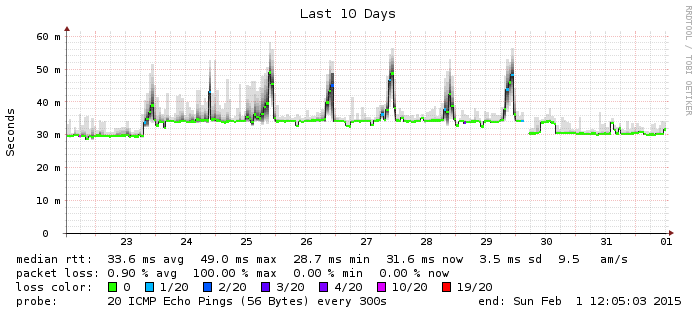 Last 10 Days
RRDTOOL / TOBI OETIKER
Seconds
60 m
50 m
40 m
30 m
20 m
10 m
0
23 24 25 26 27 28 29 30 31 01
median rtt: 33.6 ms avg 49.0 ms max 28.7 ms min 31.6 ms now 3.5 ms sd 9.5 am/s
packet loss: 0.90 % avg 100.00 % max 0.00 % min 0.00 % now
loss color: 0 1/20 2/20 3/20 4/20 10/20 19/20
probe: 20 ICMP Echo Pings (56 Bytes) every 300s end: Sun Feb 1 12:05:03 2015